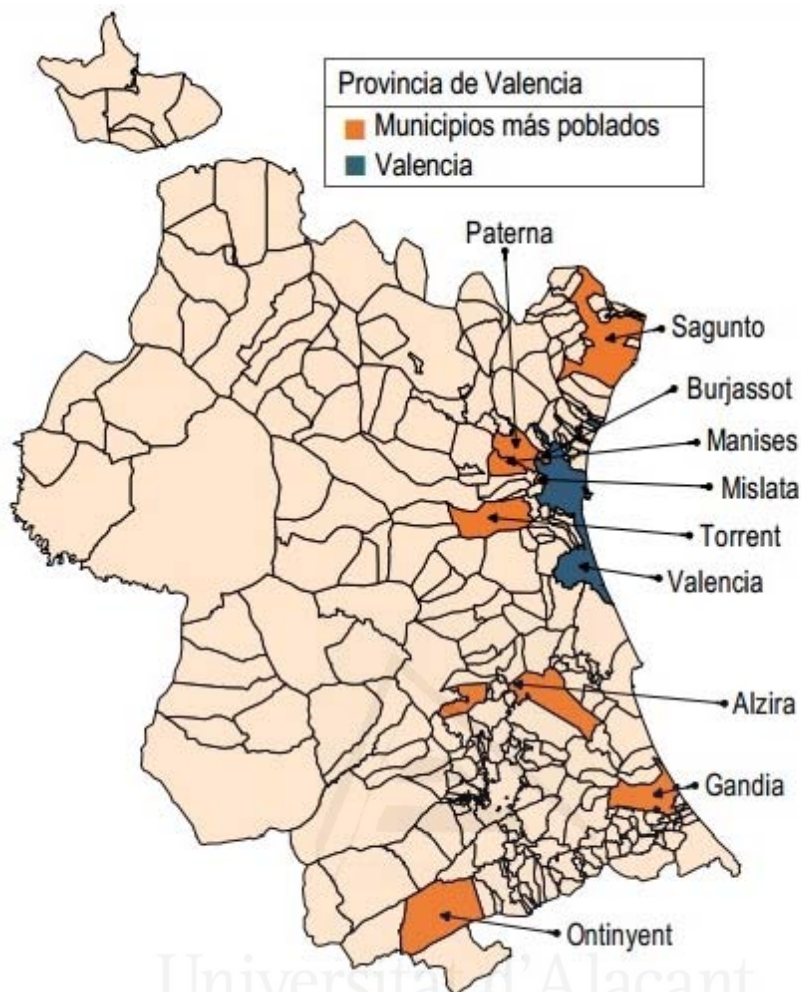 Provincia de Valencia
Municipios más poblados
Valencia
Paterna
Sagunto
Burjassot
Manises
Mislata
Torrent
Valencia
Alzira
Gandia
Ontinyent
Universitat d'Alacant